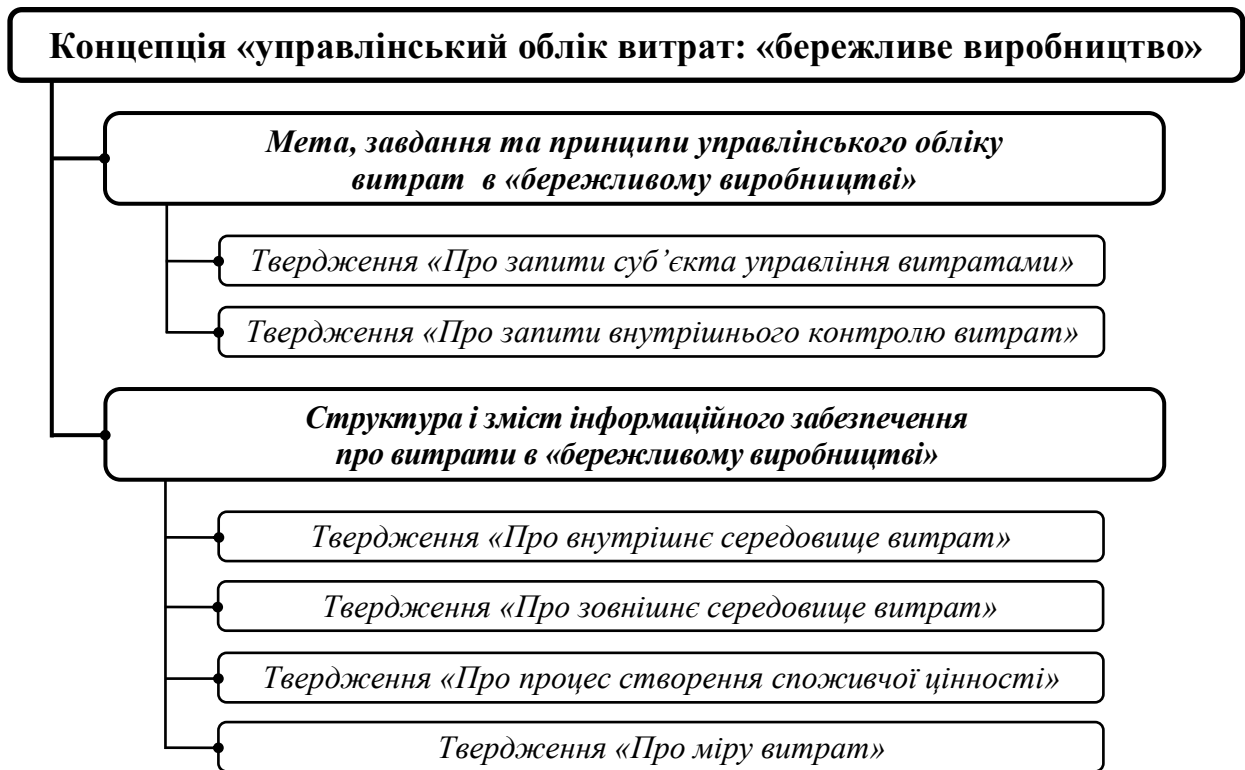 Концепція «управлінський облік витрат: «бережливе виробництво»
Мета, завдання та принципи управлінського обліку
витрат в «бережливому виробництві»
Твердження «Про запити суб’єкта управління витратами»
Твердження «Про запити внутрішнього контролю витрат»
Структура і зміст інформаційного забезпечення
про витрати в «бережливому виробництві»
Твердження «Про внутрішнє середовище витрат»
Твердження «Про зовнішнє середовище витрат»
Твердження «Про процес створення споживчої цінності»
Твердження «Про міру витрат»